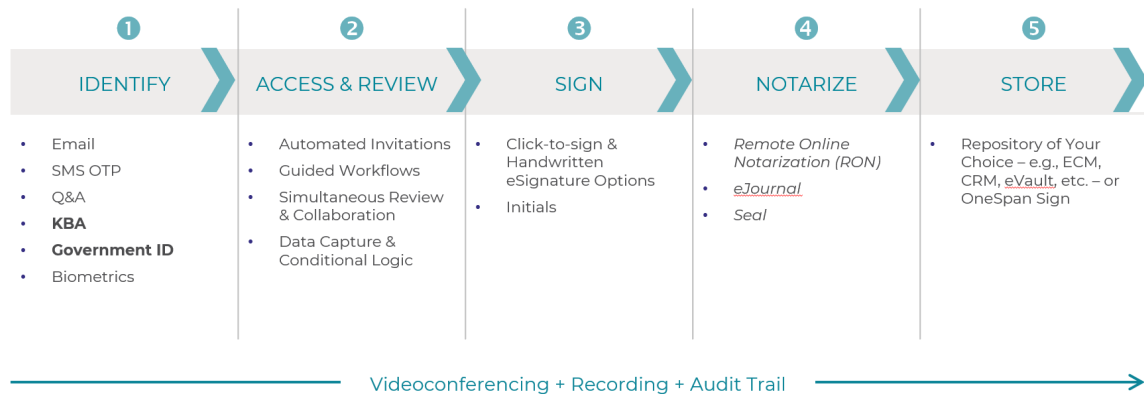 1
2
3
4
5
IDENTIFY
ACCESS & REVIEW
SIGN
NOTARIZE
STORE
• Email
• SMS OTP
• Q&A
• KBA
• Government ID
• Biometrics
• Automated Invitations
• Guided Workflows
• Simultaneous Review
& Collaboration
• Data Capture &
Conditional Logic
• Click-to-sign &
Handwritten
eSignature Options
• Initials
• Remote Online
Notarization (RON)
• eJournal
• Seal
• Repository of Your
Choice – e.g., ECM,
CRM, eVault, etc. – or
OneSpan Sign
Videoconferencing + Recording + Audit Trail